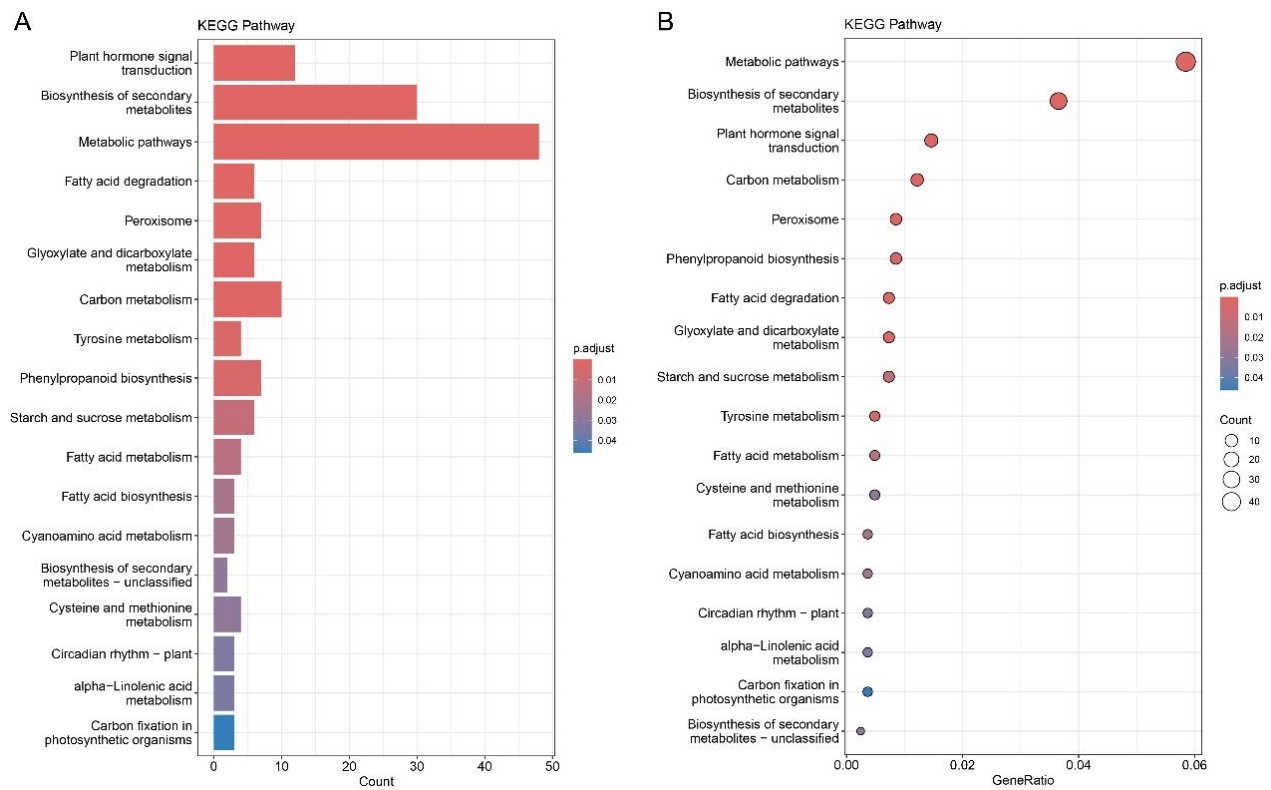 A
KEGG Pathway
Plant hormone signal
transduction
Biosynthesis of secondary
metabolites
Metabolic pathways
Fatty acid degradation
Peroxisome
Glyoxylate and dicarboxylate
metabolism
Carbon metabolism
Tyrosine metabolism
Phenylpropanoid biosynthesis
Starch and sucrose metabolism
Fatty acid metabolism
Fatty acid biosynthesis
Cyanoamino acid metabolism
Biosynthesis of secondary
metabolites − unclassified
Cysteine and methionine
metabolism
Circadian rhythm − plant
alpha−Linolenic acid
metabolism
Carbon fixation in
photosynthetic organisms
0 10 20 30 40 50
Count
p.adjust
0.01
0.02
0.03
0.04
B
KEGG Pathway
Metabolic pathways
Biosynthesis of secondary
metabolites
Plant hormone signal
transduction
Carbon metabolism
Peroxisome
Phenylpropanoid biosynthesis
Fatty acid degradation
Glyoxylate and dicarboxylate
metabolism
Starch and sucrose metabolism
Tyrosine metabolism
Fatty acid metabolism
Cysteine and methionine
metabolism
Fatty acid biosynthesis
Cyanoamino acid metabolism
Circadian rhythm − plant
alpha−Linolenic acid
metabolism
Carbon fixation in
photosynthetic organisms
Biosynthesis of secondary
metabolites − unclassified
0.00 0.02 0.04 0.06
GeneRatio
p.adjust
0.01
0.02
0.03
0.04
Count
10
20
30
40